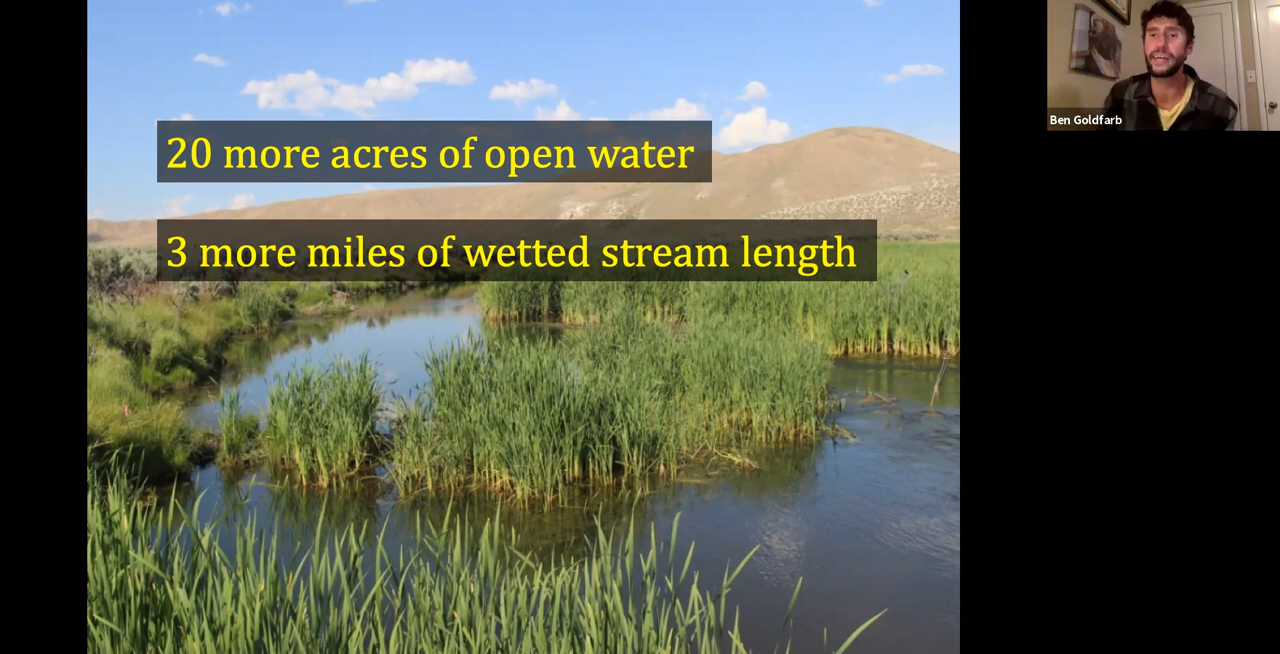 20 more acres of open water
3 more miles of wetted stream length
Ben Goldfarb